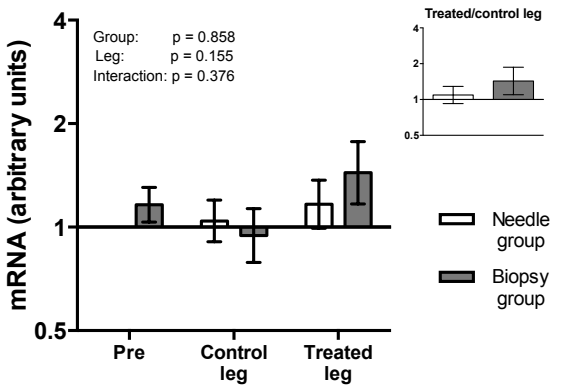 Group: p = 0.858
Leg: p = 0.155
Interaction: p = 0.376
mRNA (arbitrary units)
4
2
1
0.5
Pre
Control
leg
Treated
leg
Treated/control leg
4
2
1
0.5
Needle
group
Biopsy
group